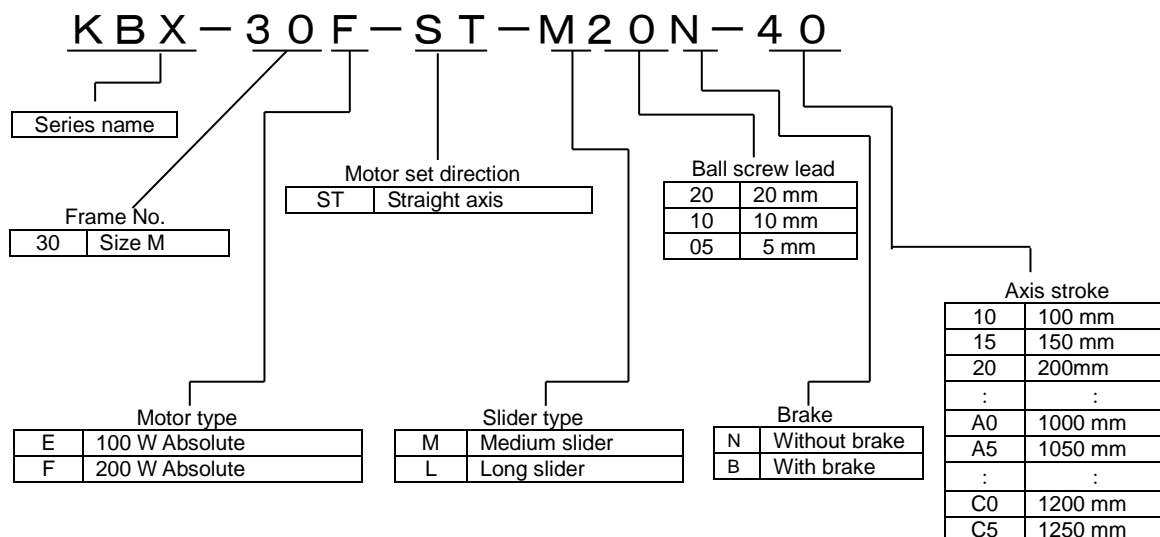 KBX-30F-ST-M20N-40
Series name
Motor set direction
ST Straight axis
Ball screw lead
20 20 mm
10 10 mm
05 5 mm
Frame No.
30 Size M
Axis stroke
10 100 mm
15 150 mm
20 200mm
: :
A0 1000 mm
A5 1050 mm
: :
C0 1200 mm
C5 1250 mm
Motor type
E 100 W Absolute
F 200 W Absolute
Slider type
M Medium slider
L Long slider
Brake
N Without brake
B With brake